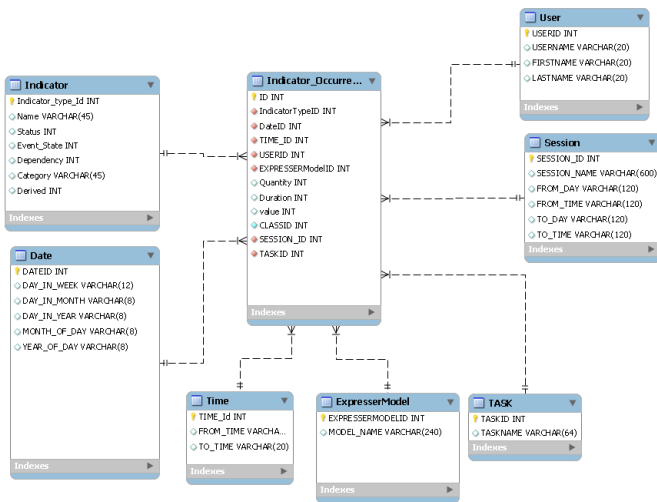 User
USERID INT
USERNAME VARCHAR(20)
FIRSTNAME VARCHAR(20)
LASTNAME VARCHAR(20)
Indexes
Indicator
Indicator_type_Id INT
Name VARCHAR(45)
Status INT
Event_State INT
Dependency INT
Category VARCHAR(45)
Derived INT
Indexes
Indicator_Occurre...
ID INT
IndicatorTypeID INT
DateID INT
TIME_ID INT
USERID INT
EXPRESSERModelID INT
Quantity INT
Duration INT
value INT
CLASSID INT
SESSION_ID INT
TASKID INT
Indexes
Session
SESSION_ID INT
SESSION_NAME VARCHAR(600)
FROM_DAY VARCHAR(120)
FROM_TIME VARCHAR(120)
TO_DAY VARCHAR(120)
TO_TIME VARCHAR(120)
Indexes
Date
DATEID INT
DAY_IN_WEEK VARCHAR(12)
DAY_IN_MONTH VARCHAR(8)
DAY_IN_YEAR VARCHAR(8)
MONTH_OF_DAY VARCHAR(8)
YEAR_OF_DAY VARCHAR(8)
Indexes
Time
TIME_Id INT
FROM_TIME VARCHA...
TO_TIME VARCHAR(20)
Indexes
ExpresserModel
EXPRESSERMODELID INT
MODEL_NAME VARCHAR(240)
Indexes
TASK
TASKID INT
TASKNAME VARCHAR(64)
Indexes